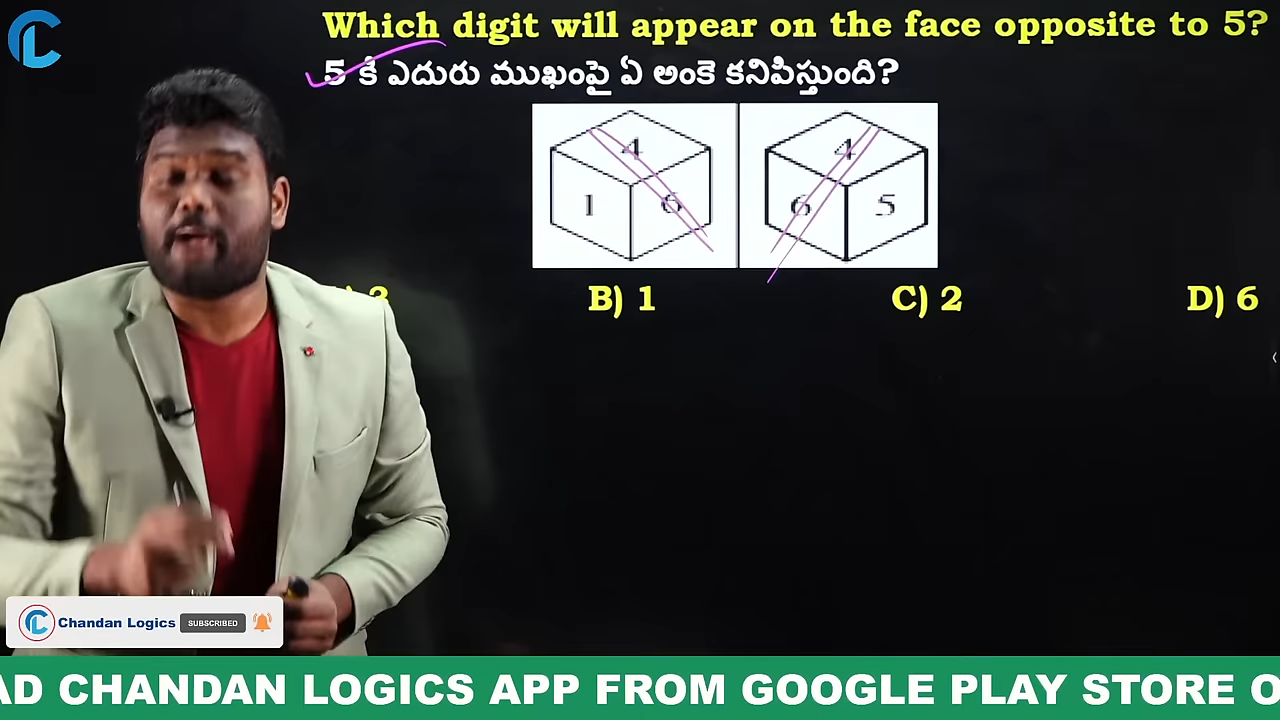 Which digit will appear on the face opposite to 5?
5 కి ఎదురు ముఖంపై ఏ అంకె కనిపిస్తుంది?
4
1
6
4
6
5
B) 1
C) 2
D) 6
Chandan Logics SUBSCRIBED
AD CHANDAN LOGICS APP FROM GOOGLE PLAY STORE O